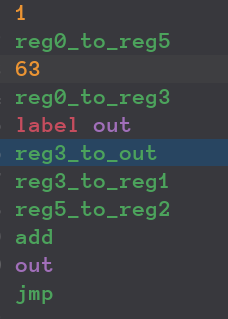 1
reg0_to_reg5
63
reg0_to_reg3
label out
reg3_to_out
reg3_to_reg1
reg5_to_reg2
add
out
jmp